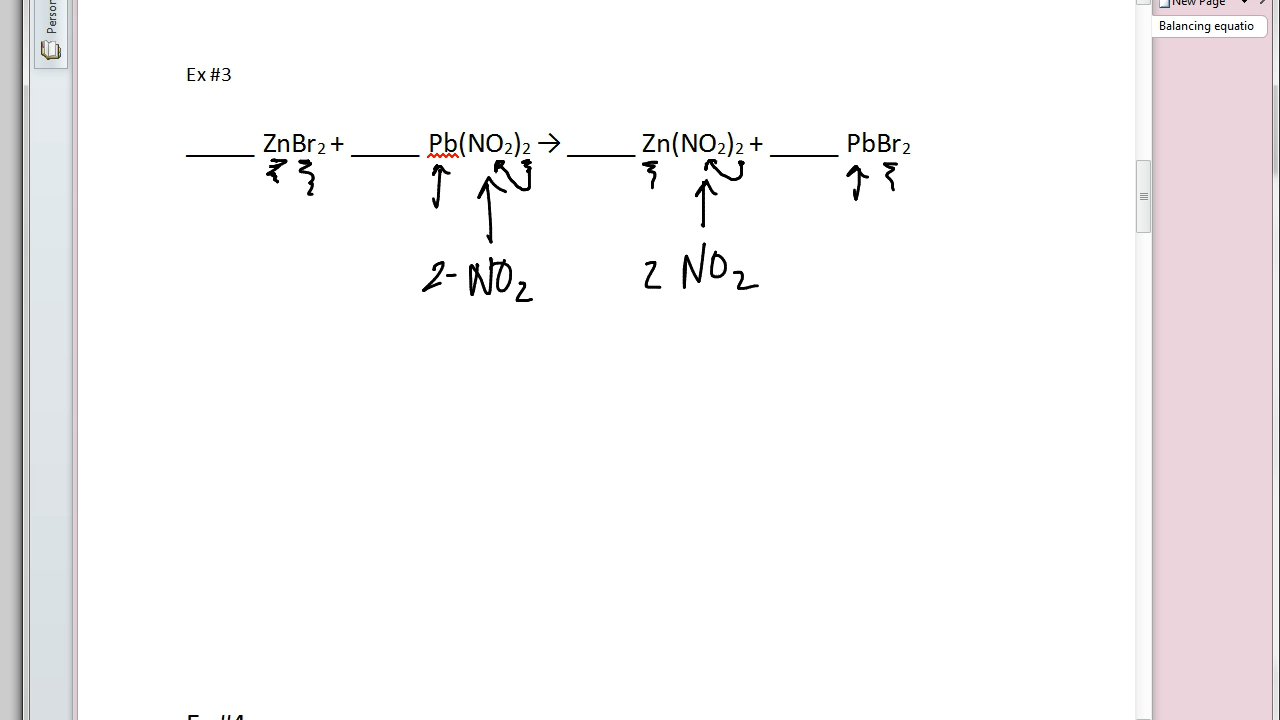 New Page
Person
Balancing equatio
Ex #3
_____ ZnBr₂ + _____ Pb(NO₂)₂ → _____ Zn(NO₂)₂ + _____ PbBr₂
2- NO₂ 2 NO₂